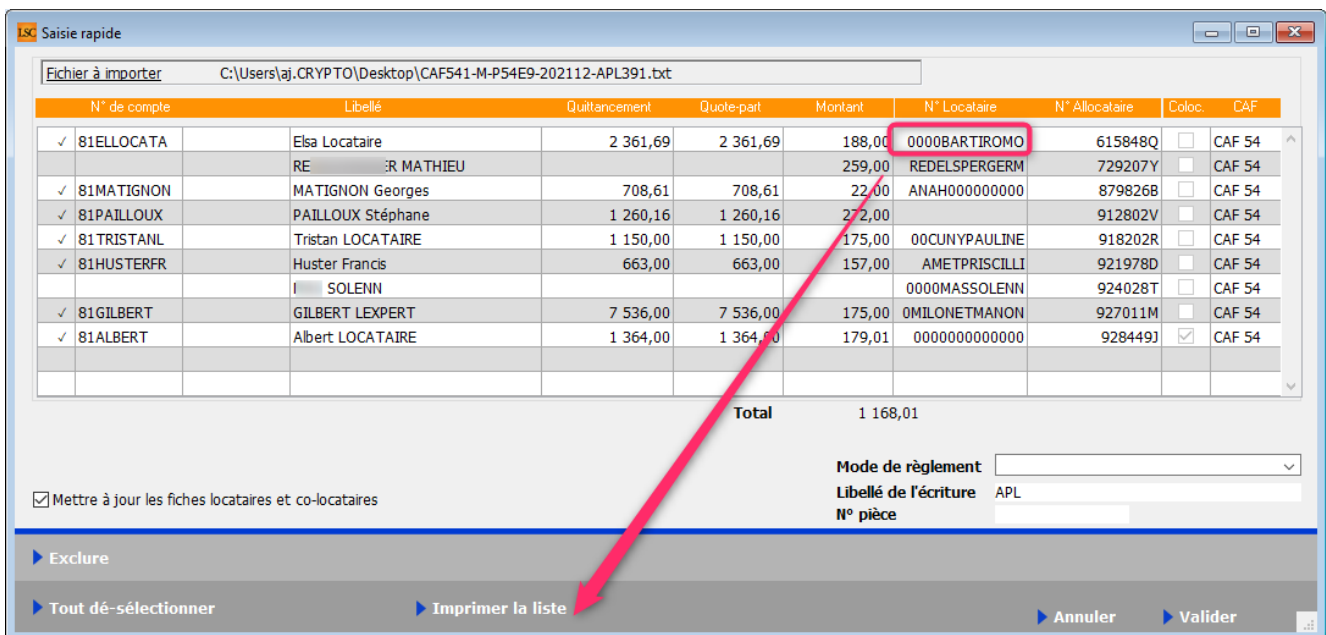 LSC Saisie rapide
Fichier à importer C:\Users\aj.CRYPTO\Desktop\CAF541-M-P54E9-202112-APL391.txt
N° de compte Libellé Quittancement Quote-part Montant N° Locataire N° Allocataire Coloc. CAF
✓ 81ELLOCATA Elsa Locataire 2 361,69 2 361,69 188,00 0000BARTIROMO 615848Q CAF 54
RE ER MATHIEU 259,00 REDELSPERGERM 729207Y CAF 54
✓ 81MATIGNON MATIGNON Georges 708,61 708,61 22,00 ANAH000000000 879826B CAF 54
✓ 81PAILLOUX PAILLOUX Stéphane 1 260,16 1 260,16 272,00 912802V CAF 54
✓ 81TRISTANL Tristan LOCATAIRE 1 150,00 1 150,00 175,00 00CUNYPAULINE 918202R CAF 54
✓ 81HUSTERFR Huster Francis 663,00 663,00 157,00 AMETPRISCILLI 921978D CAF 54
SOLENN 0000MASSOLENN 924028T CAF 54
✓ 81GILBERT GILBERT LEXPERT 7 536,00 7 536,00 175,00 0MILONETMANON 927011M CAF 54
✓ 81ALBERT Albert LOCATAIRE 1 364,00 1 364,00 179,01 0000000000000 928449J CAF 54
Total 1 168,01
Mode de règlement
Mettre à jour les fiches locataires et co-locataires
Libellé de l'écriture APL
N° pièce
Exclure
Tout dé-sélectionner Imprimer la liste Annuler Valider